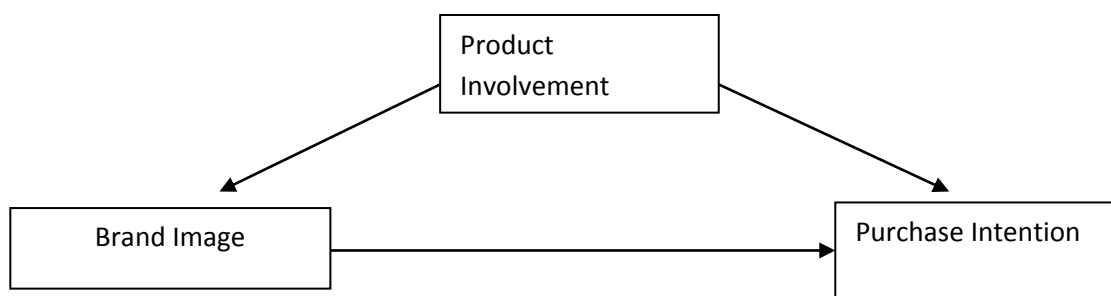 Product
Involvement
Brand Image
Purchase Intention